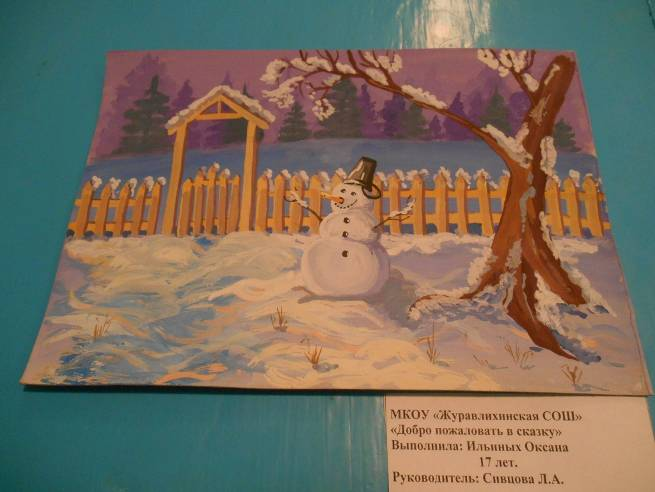 МКОУ «Журавлихинская СОШ»
«Добро пожаловать в сказку»
Выполнила: Ильиных Оксана
17 лет.
Руководитель: Сивцова Л.А.